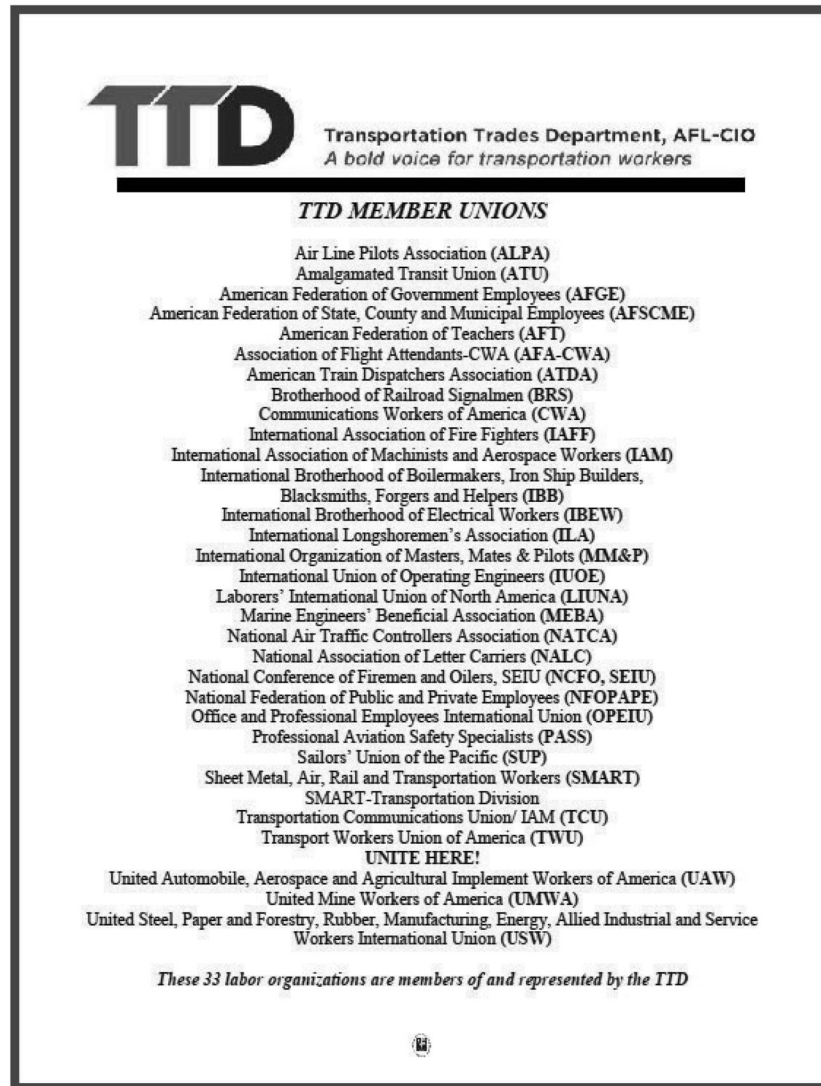 TTD
Transportation Trades Department, AFL-CIO
A bold voice for transportation workers
TTD MEMBER UNIONS
Air Line Pilots Association (ALPA)
Amalgamated Transit Union (ATU)
American Federation of Government Employees (AFGE)
American Federation of State, County and Municipal Employees (AFSCME)
American Federation of Teachers (AFT)
Association of Flight Attendants-CWA (AFA-CWA)
American Train Dispatchers Association (ATDA)
Brotherhood of Railroad Signalmen (BRS)
Communications Workers of America (CWA)
International Association of Fire Fighters (IAFF)
International Association of Machinists and Aerospace Workers (IAM)
International Brotherhood of Boilermakers, Iron Ship Builders,
Blacksmiths, Forgers and Helpers (IBB)
International Brotherhood of Electrical Workers (IBEW)
International Longshoremen's Association (ILA)
International Organization of Masters, Mates & Pilots (MM&P)
International Union of Operating Engineers (IUOE)
Laborers' International Union of North America (LIUNA)
Marine Engineers' Beneficial Association (MEBA)
National Air Traffic Controllers Association (NATCA)
National Association of Letter Carriers (NALC)
National Conference of Firemen and Oilers, SEIU (NCFO, SEIU)
National Federation of Public and Private Employees (NFOPAPE)
Office and Professional Employees International Union (OPEIU)
Professional Aviation Safety Specialists (PASS)
Sailors' Union of the Pacific (SUP)
Sheet Metal, Air, Rail and Transportation Workers (SMART)
SMART-Transportation Division
Transportation Communications Union/ IAM (TCU)
Transport Workers Union of America (TWU)
UNITE HERE!
United Automobile, Aerospace and Agricultural Implement Workers of America (UAW)
United Mine Workers of America (UMWA)
United Steel, Paper and Forestry, Rubber, Manufacturing, Energy, Allied Industrial and Service
Workers International Union (USW)
These 33 labor organizations are members of and represented by the TTD